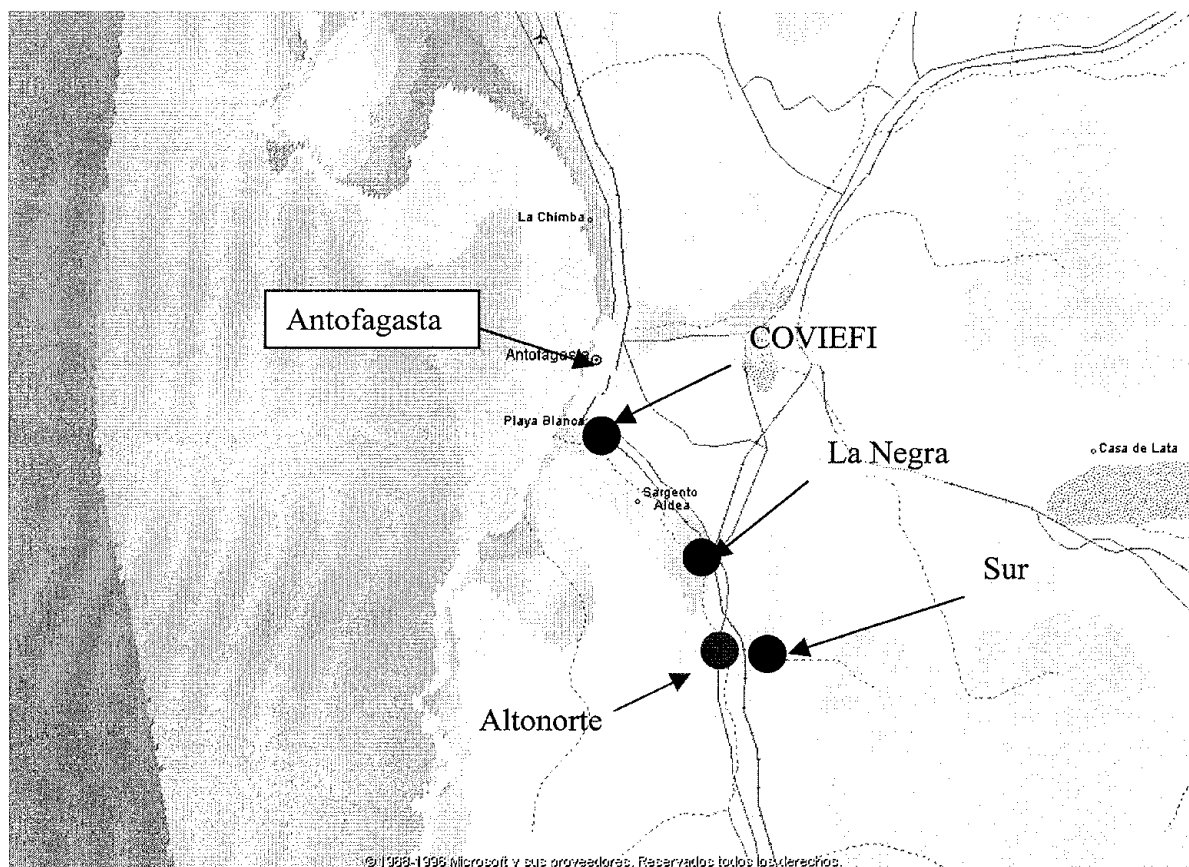 La Chimba
Antofagasta
Antofagasta
COVIEFI
Playa Blanca
La Negra
Casa de Lata
Sargento
Aldea
Sur
Altonorte
© 1988-1998 Microsoft y sus proveedores. Reservados todos los derechos.